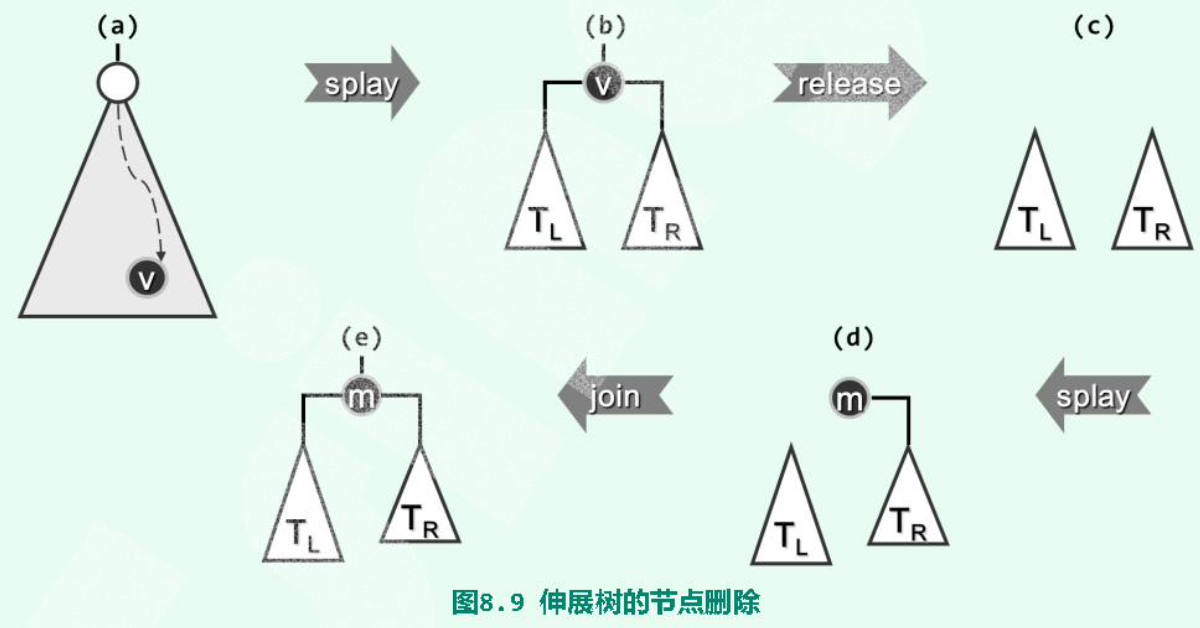 (a)
(b)
(c)
splay
v
release
v
T_L
T_R
T_L
T_R
(e)
(d)
m
join
m
splay
T_L
T_R
T_L
T_R
图8.9 伸展树的节点删除